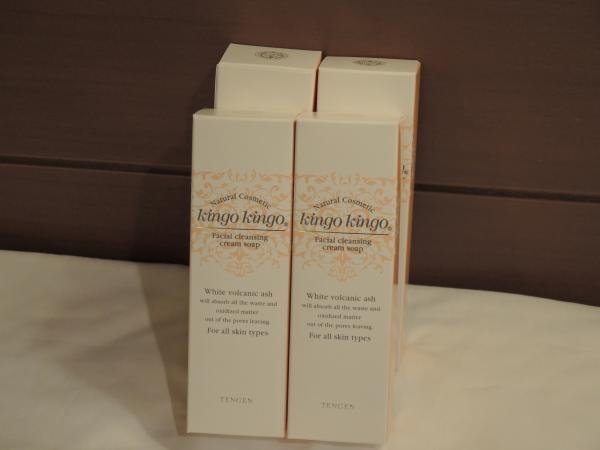 Natural Cosmetic
kingo kingo®
Facial cleansing
cream soap
White volcanic ash
will absorb all the waste and
oxidized matter
out of the pores leaving.
For all skin types
TENGEN
Natural Cosmetic
kingo kingo®
Facial cleansing
cream soap
White volcanic ash
will absorb all the waste and
oxidized matter
out of the pores leaving.
For all skin types
TENGEN